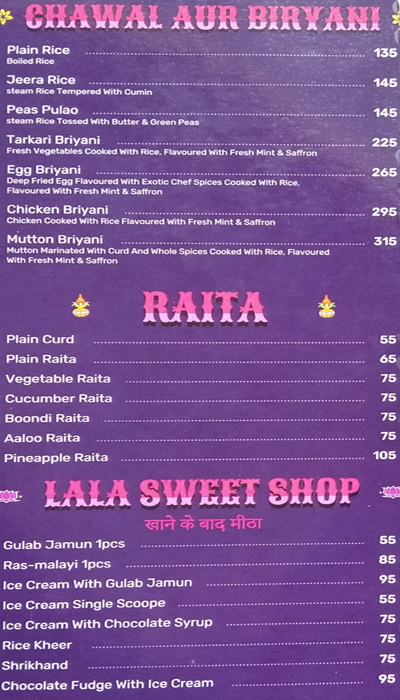 CHAWAL AUR BIRYANI
Plain Rice 135
Boiled Rice
Jeera Rice 145
steam Rice Tempered With Cumin
Peas Pulao 145
steam Rice Tossed With Butter & Green Peas
Tarkari Briyani 225
Fresh Vegetables Cooked With Rice, Flavoured With Fresh Mint & Saffron
Egg Briyani 265
Deep Fried Egg Flavoured With Exotic Chef Spices Cooked With Rice,
Flavoured With Fresh Mint & Saffron
Chicken Briyani 295
Chicken Cooked With Rice Flavoured With Fresh Mint & Saffron
Mutton Briyani 315
Mutton Marinated With Curd And Whole Spices Cooked With Rice, Flavoured
With Fresh Mint & Saffron
RAITA
Plain Curd 55
Plain Raita 65
Vegetable Raita 75
Cucumber Raita 75
Boondi Raita 75
Aaloo Raita 75
Pineapple Raita 105
LALA SWEET SHOP
खाने के बाद मीठा
Gulab Jamun 1pcs 55
Ras-malayi 1pcs 85
Ice Cream With Gulab Jamun 95
Ice Cream Single Scoope 55
Ice Cream With Chocolate Syrup 75
Rice Kheer 75
Shrikhand 75
Chocolate Fudge With Ice Cream 95